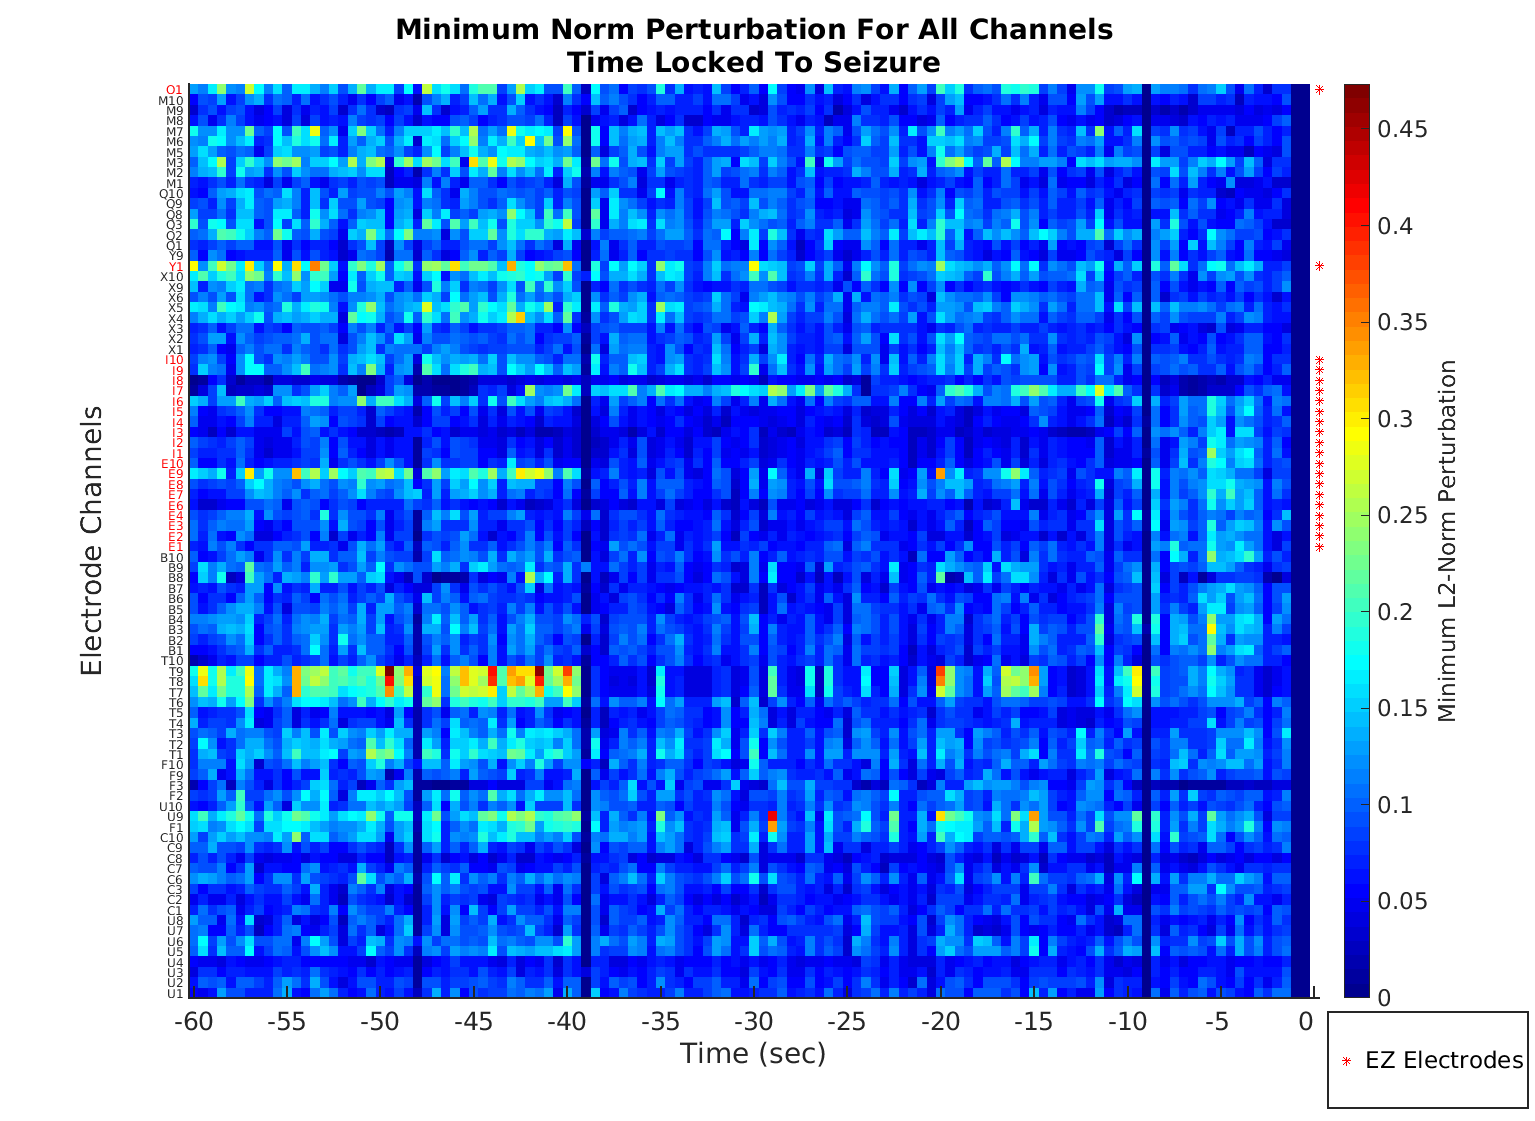 Minimum Norm Perturbation For All Channels
Time Locked To Seizure
Electrode Channels
O1
M10
M9
M8
M7
M6
M5
M3
M2
M1
Q10
Q9
Q8
Q3
Q2
Q1
Y9
Y1
X10
X9
X6
X5
X4
X3
X2
X1
I10
I9
I8
I7
I6
I5
I4
I3
I2
I1
E10
E9
E8
E7
E6
E4
E3
E2
E1
B10
B9
B8
B7
B6
B5
B4
B3
B2
B1
T10
T9
T8
T7
T6
T5
T4
T3
T2
T1
F10
F9
F3
F2
U10
U9
F1
C10
C9
C8
C7
C6
C3
C2
C1
U8
U7
U6
U5
U4
U3
U2
U1
-60 -55 -50 -45 -40 -35 -30 -25 -20 -15 -10 -5 0
Time (sec)
0.45
0.4
0.35
0.3
0.25
0.2
0.15
0.1
0.05
0
Minimum L2-Norm Perturbation
EZ Electrodes